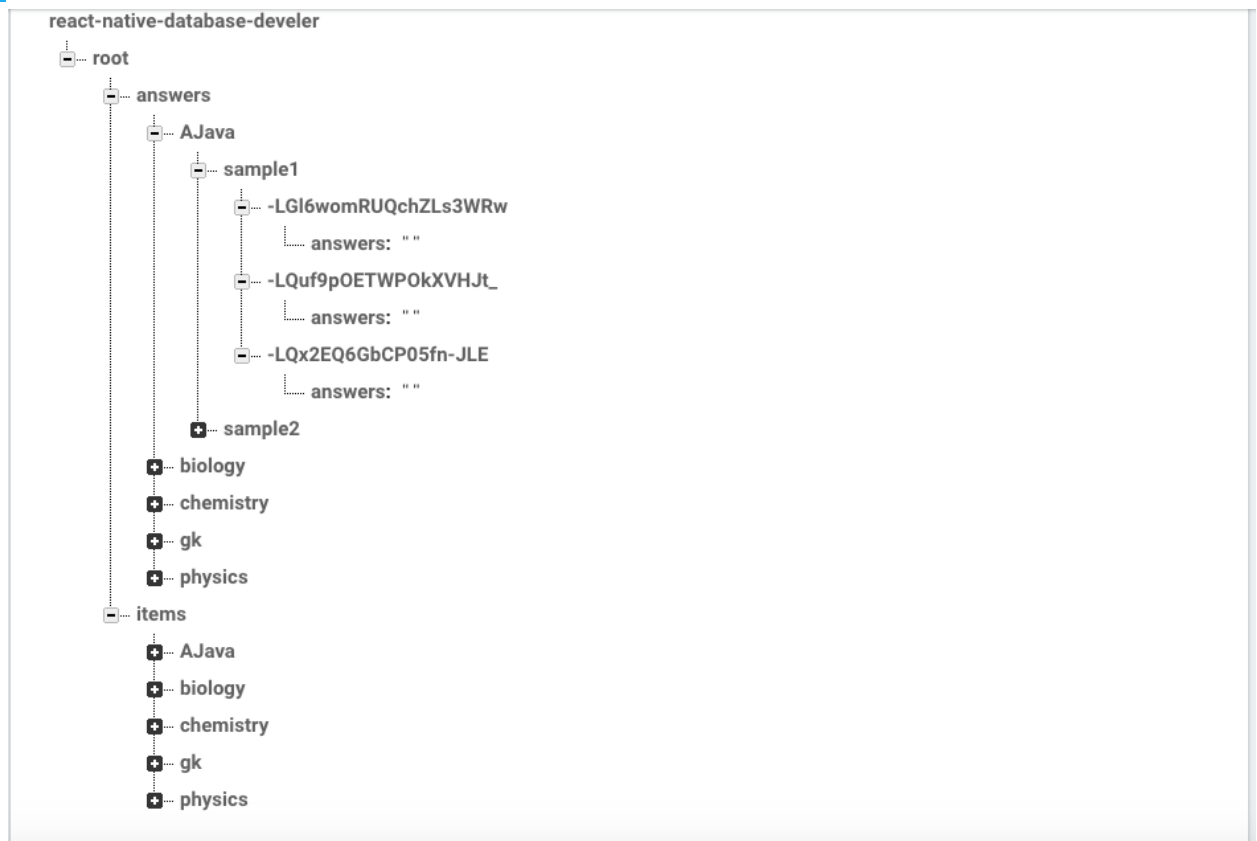 react-native-database-develer
root
answers
AJava
sample1
-LGl6womRUQchZLs3WRw
answers: " "
-LQuf9pOETWPOkXVHJt_
answers: " "
-LQx2EQ6GbCP05fn-JLE
answers: " "
sample2
biology
chemistry
gk
physics
items
AJava
biology
chemistry
gk
physics